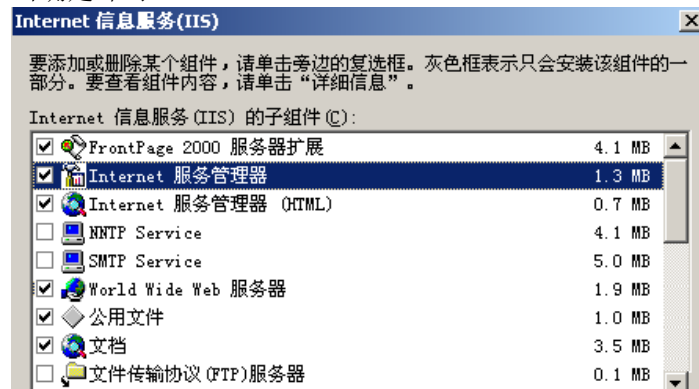 Internet 信息服务(IIS)
要添加或删除某个组件，请单击旁边的复选框。灰色框表示只会安装该组件的一
部分。要查看组件内容，请单击“详细信息”。
Internet 信息服务(IIS) 的子组件(C):
FrontPage 2000 服务器扩展 4.1 MB
Internet 服务管理器 1.3 MB
Internet 服务管理器 (HTML) 0.7 MB
NNTP Service 4.1 MB
SMTP Service 5.0 MB
World Wide Web 服务器 1.9 MB
公用文件 1.0 MB
文档 3.5 MB
文件传输协议(FTP)服务器 0.1 MB